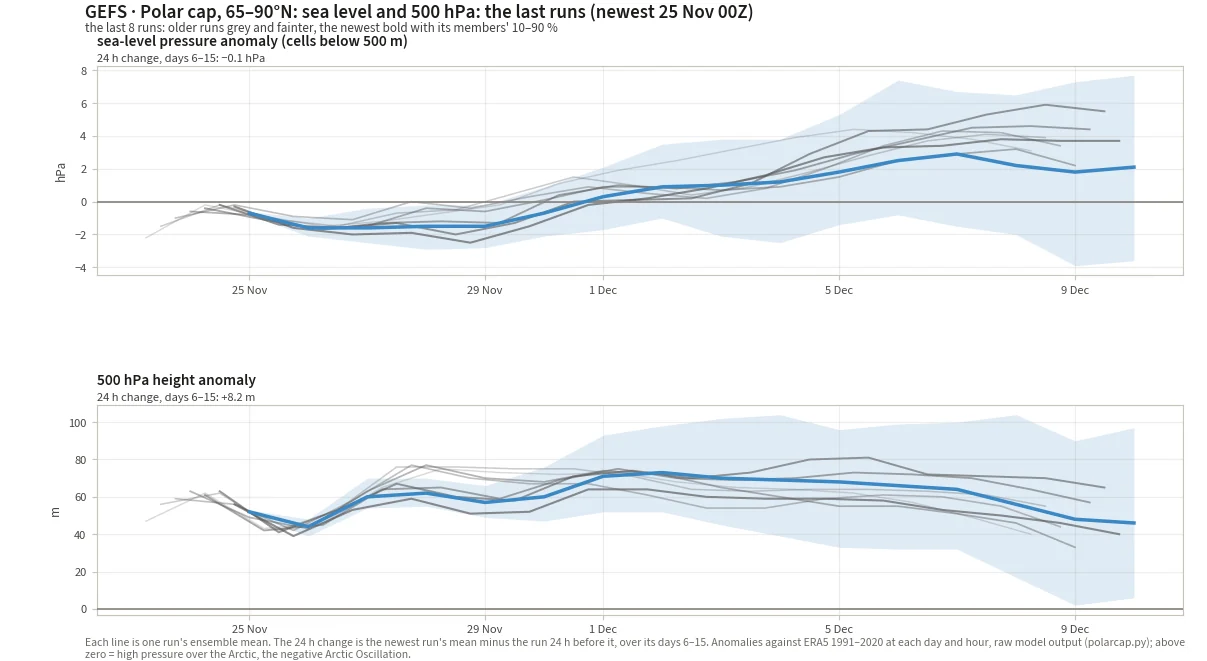 GEFS · Polar cap, 65–90°N: sea level and 500 hPa: the last runs (newest 25 Nov 00Z)
the last 8 runs: older runs grey and fainter, the newest bold with its members' 10–90 %
sea-level pressure anomaly (cells below 500 m)
24 h change, days 6–15: −0.1 hPa
8
6
4
2
0
−2
−4
hPa
25 Nov
29 Nov
1 Dec
5 Dec
9 Dec
500 hPa height anomaly
24 h change, days 6–15: +8.2 m
100
80
60
40
20
0
m
25 Nov
29 Nov
1 Dec
5 Dec
9 Dec
Each line is one run's ensemble mean. The 24 h change is the newest run's mean minus the run 24 h before it, over its days 6–15. Anomalies against ERA5 1991–2020 at each day and hour, raw model output (polarcap.py); above
zero = high pressure over the Arctic, the negative Arctic Oscillation.